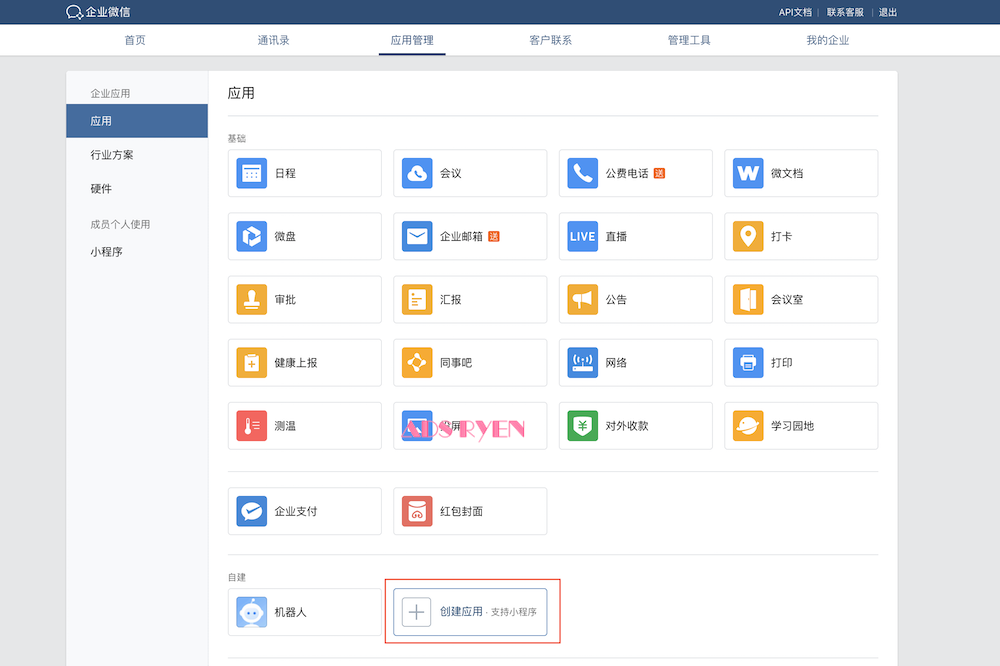 企业微信
API文档 | 联系客服 | 退出
首页 通讯录 应用管理 客户联系 管理工具 我的企业
企业应用
应用
行业方案
硬件
成员个人使用
小程序
应用
基础
日程 会议 公费电话 送 W 微文档
微盘 企业邮箱 送 LIVE 直播 打卡
审批 汇报 公告 会议室
健康上报 同事吧 网络 打印
测温 屏 ¥ 对外收款 学习园地
ADS RYEN
企业支付 红包封面
自建
机器人 创建应用 · 支持小程序